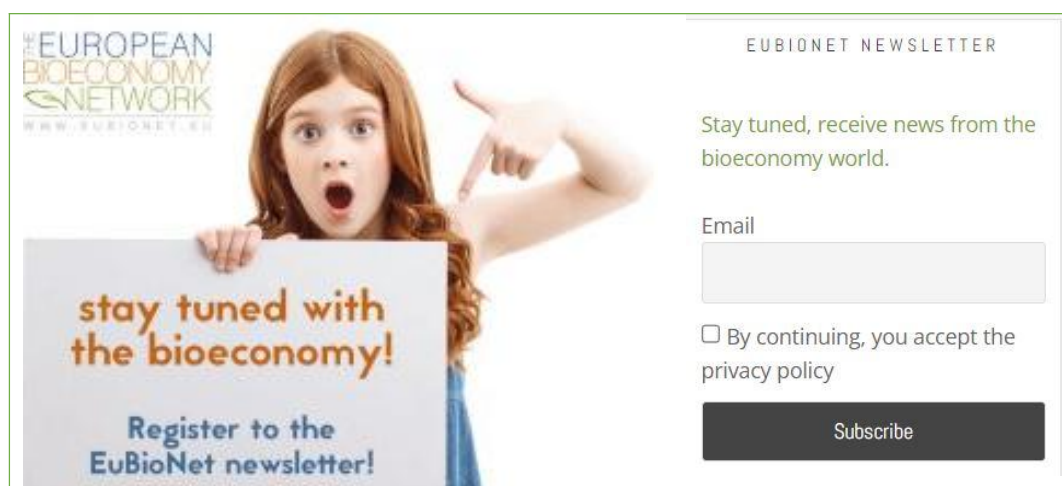 THE EUROPEAN
BIOECONOMY
NETWORK
WWW.EUBIONET.EU
stay tuned with
the bioeconomy!
Register to the
EuBioNet newsletter!
EUBIONET NEWSLETTER
Stay tuned, receive news from the
bioeconomy world.
Email
By continuing, you accept the
privacy policy
Subscribe